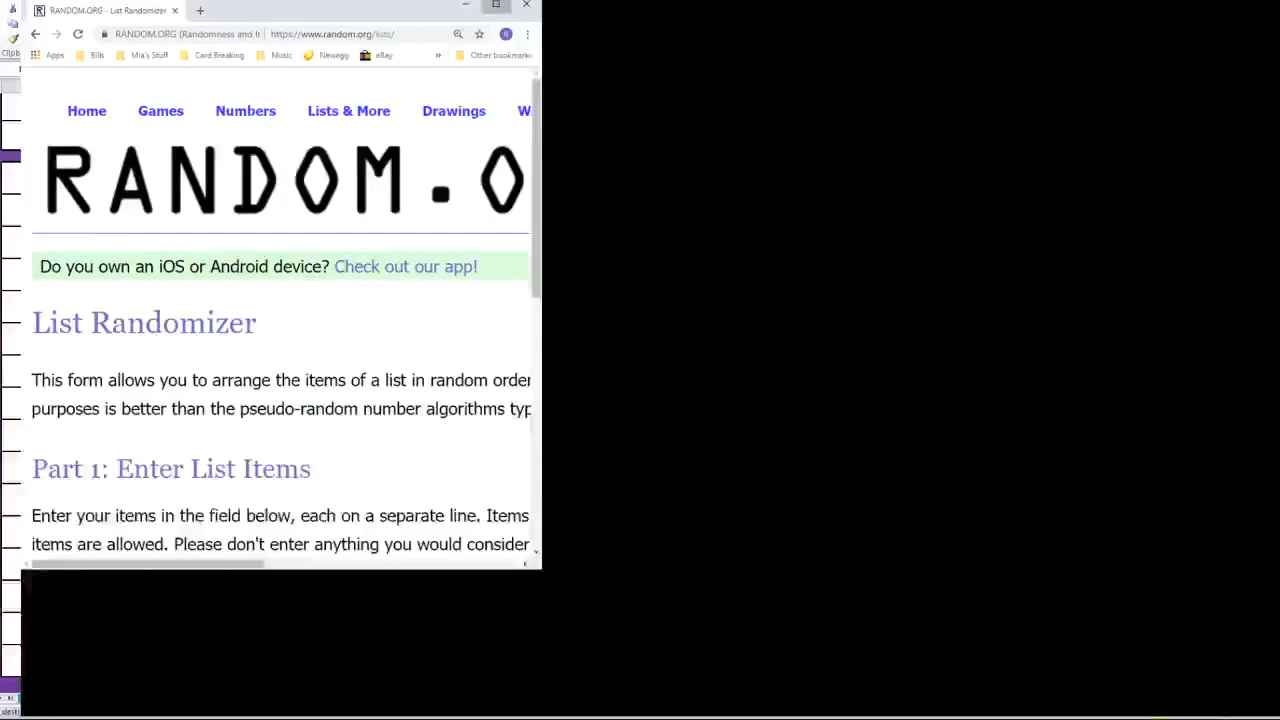 RANDOM.ORG - List Randomizer
RANDOM.ORG (Randomness and I
https://www.random.org/lists/
Apps
Bills
Mia's Stuff
Card Breaking
Music
Newegg
eBay
»
Other bookmark
Clipb
Home
Games
Numbers
Lists & More
Drawings
W
RANDOM.O
Do you own an iOS or Android device? Check out our app!
List Randomizer
This form allows you to arrange the items of a list in random order
purposes is better than the pseudo-random number algorithms typ
Part 1: Enter List Items
Enter your items in the field below, each on a separate line. Items
items are allowed. Please don't enter anything you would consider
desti